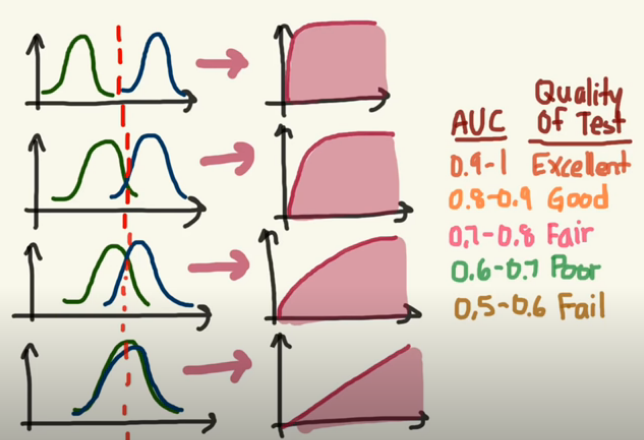 AUC Quality Of Test
0.9-1 Excellent
0.8-0.9 Good
0.7-0.8 Fair
0.6-0.7 Poor
0.5-0.6 Fail